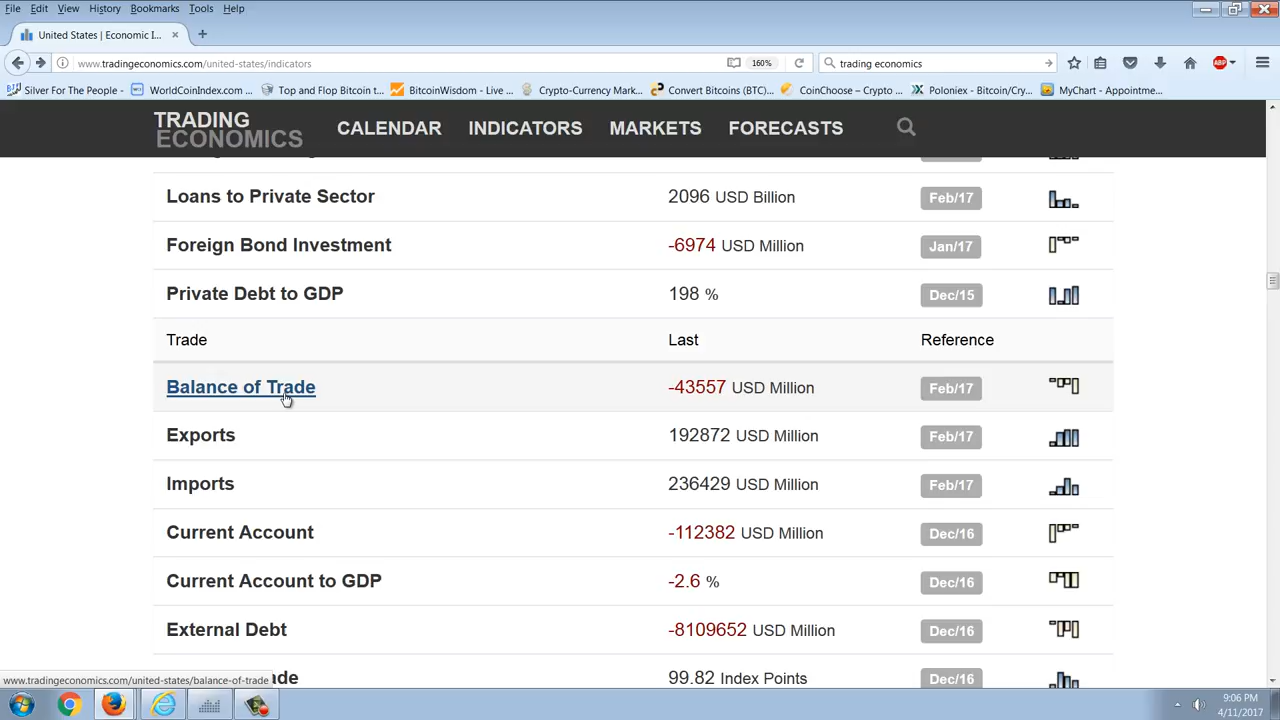 File Edit View History Bookmarks Tools Help
United States | Economic I...
www.tradingeconomics.com/united-states/indicators 160% trading economics
Silver For The People - WorldCoinIndex.com ... Top and Flop Bitcoin t... BitcoinWisdom - Live ... Crypto-Currency Mark... Convert Bitcoins (BTC)... CoinChoose – Crypto ... Poloniex - Bitcoin/Cry... MyChart - Appointme...
TRADING
ECONOMICS
CALENDAR INDICATORS MARKETS FORECASTS
Loans to Private Sector 2096 USD Billion Feb/17
Foreign Bond Investment -6974 USD Million Jan/17
Private Debt to GDP 198 % Dec/15
Trade Last Reference
Balance of Trade -43557 USD Million Feb/17
Exports 192872 USD Million Feb/17
Imports 236429 USD Million Feb/17
Current Account -112382 USD Million Dec/16
Current Account to GDP -2.6 % Dec/16
External Debt -8109652 USD Million Dec/16
99.82 Index Points Dec/16
www.tradingeconomics.com/united-states/balance-of-trade
9:06 PM
4/11/2017